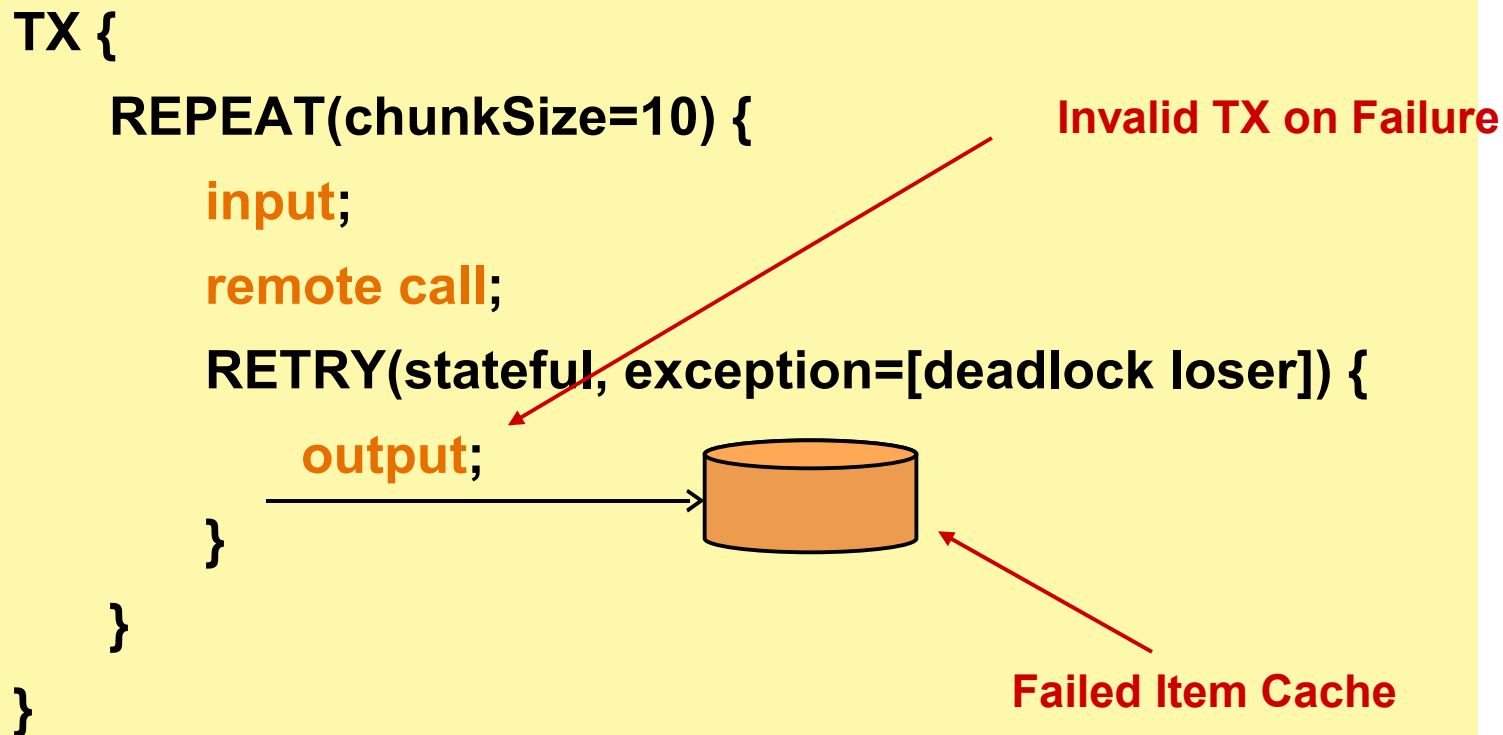 TX {
REPEAT(chunkSize=10) {
Invalid TX on Failure
input;
remote call;
RETRY(stateful, exception=[deadlock loser]) {
output;
}
}
Failed Item Cache
}